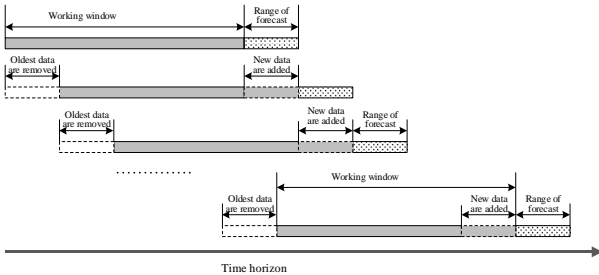 Working window
Range of
forecast
Oldest data
are removed
New data
are added
Oldest data
are removed
New data
are added
Range of
forecast
Working window
Oldest data
are removed
New data
are added
Range of
forecast
Time horizon